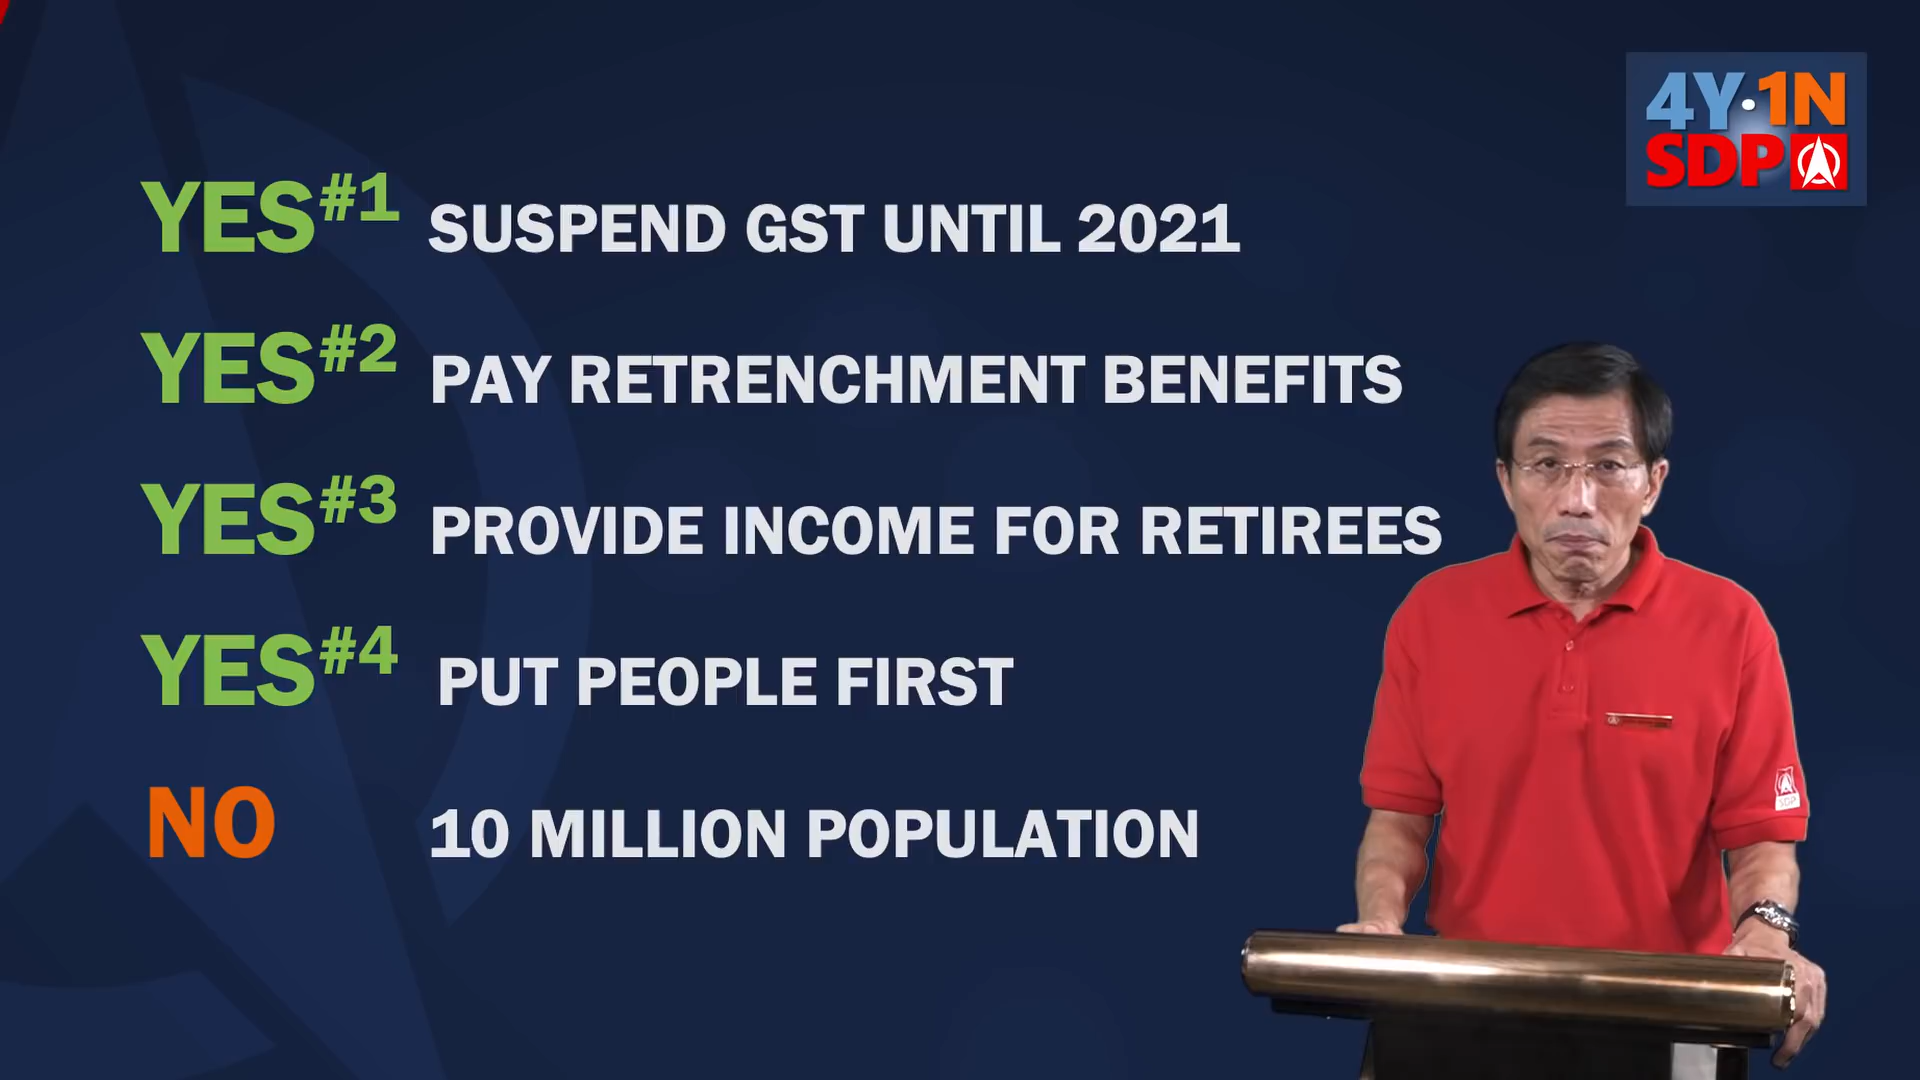 4Y·1N
SDP
YES#1 SUSPEND GST UNTIL 2021
YES#2 PAY RETRENCHMENT BENEFITS
YES#3 PROVIDE INCOME FOR RETIREES
YES#4 PUT PEOPLE FIRST
NO 10 MILLION POPULATION
SDP